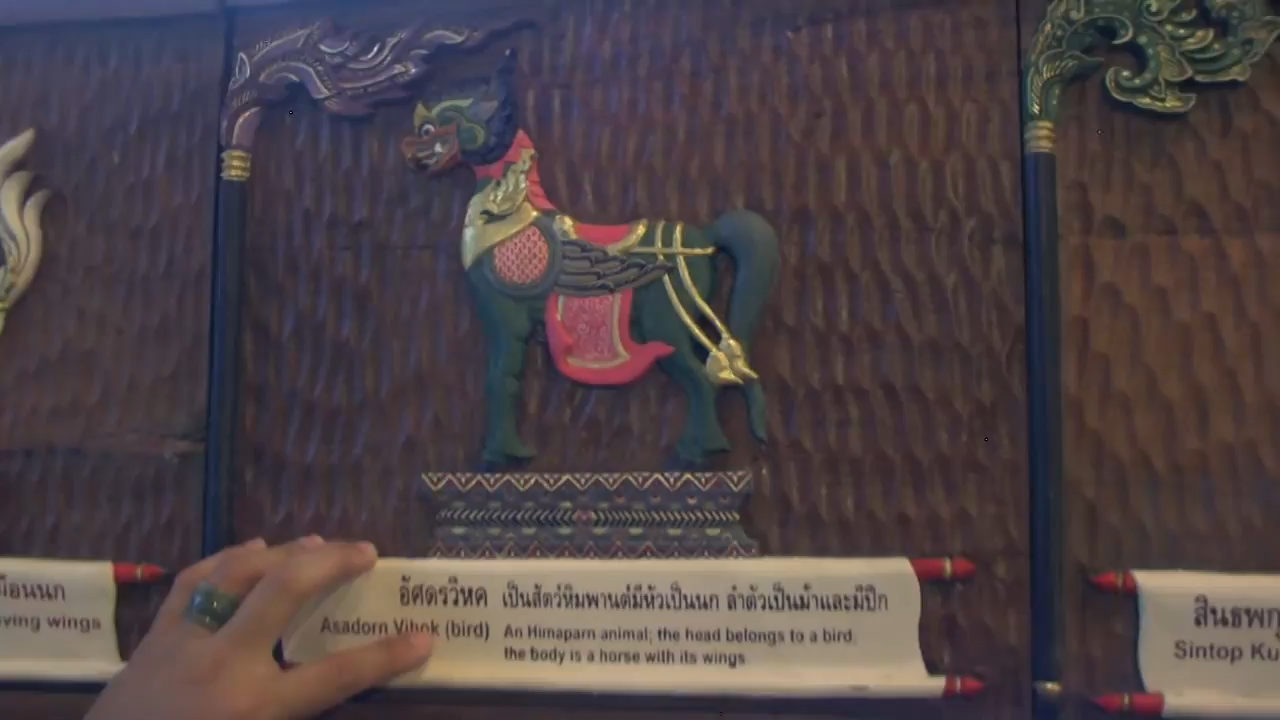 มือนนก
ving wings
อัศดรวิหค เป็นสัตว์หิมพานต์มีหัวเป็นนก ลำตัวเป็นม้าและมีปีก
Asadorn Vihok (bird) An Himaparn animal; the head belongs to a bird,
the body is a horse with its wings
สินธพกุ
Sintop Ku